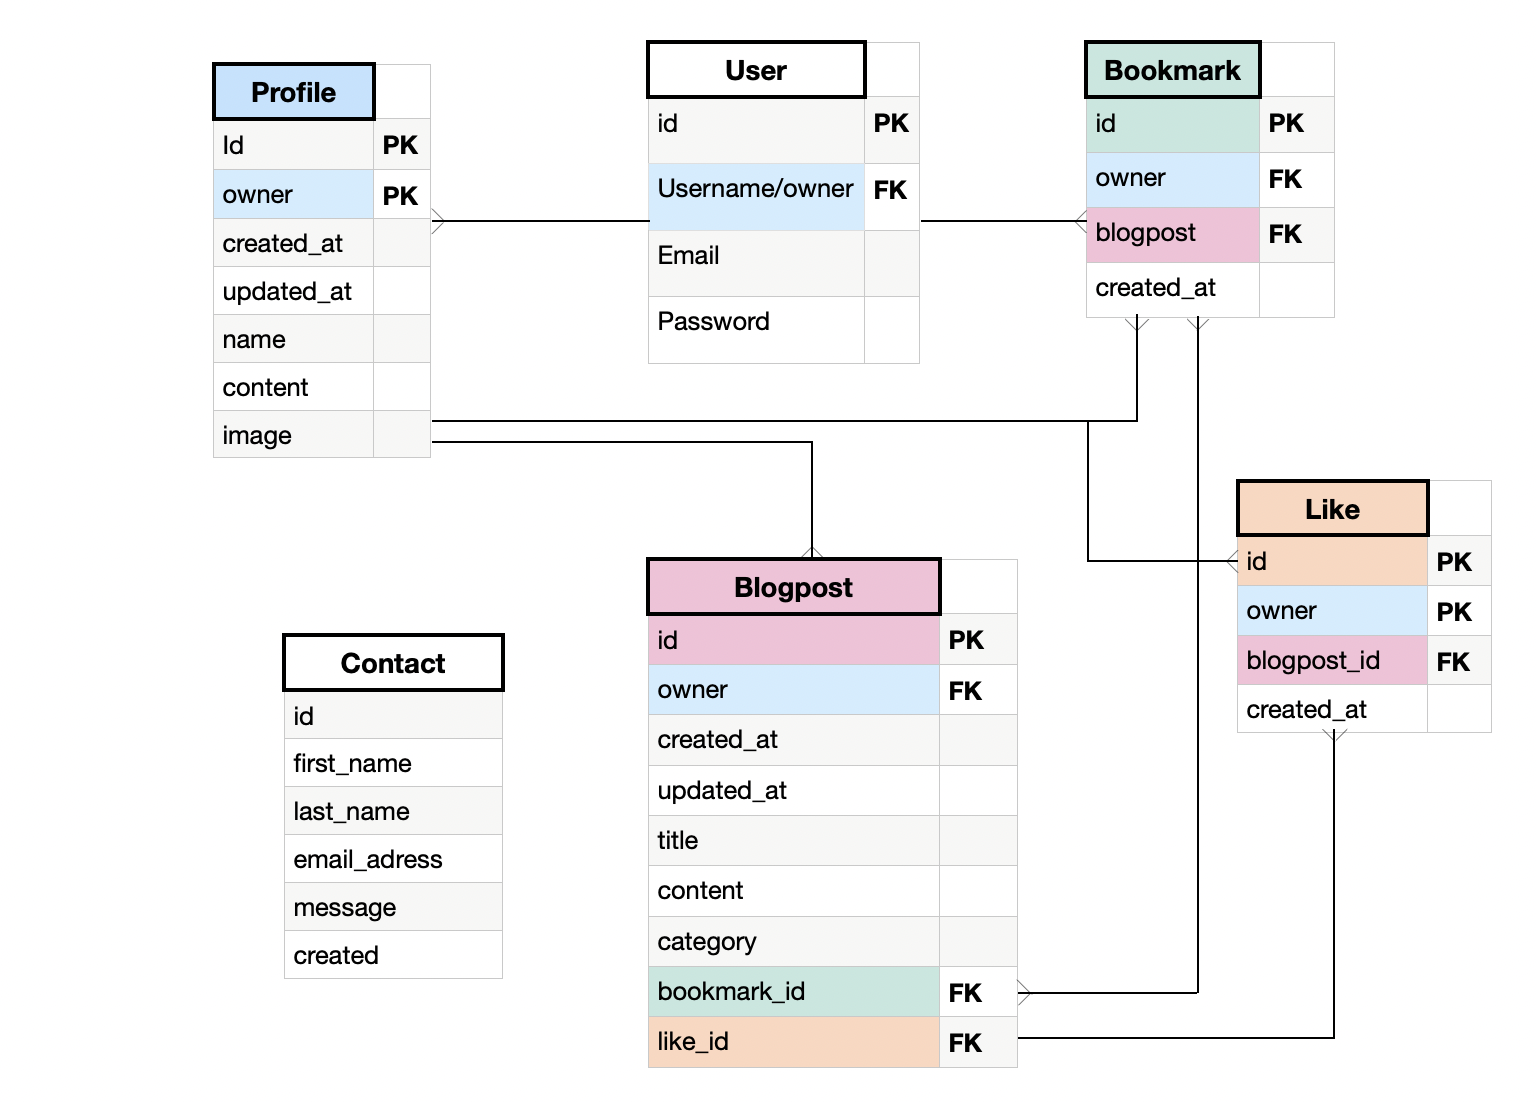 Profile
Id PK
owner PK
created_at
updated_at
name
content
image
User
id PK
Username/owner FK
Email
Password
Bookmark
id PK
owner FK
blogpost FK
created_at
Like
id PK
owner PK
blogpost_id FK
created_at
Blogpost
id PK
owner FK
created_at
updated_at
title
content
category
bookmark_id FK
like_id FK
Contact
id
first_name
last_name
email_adress
message
created